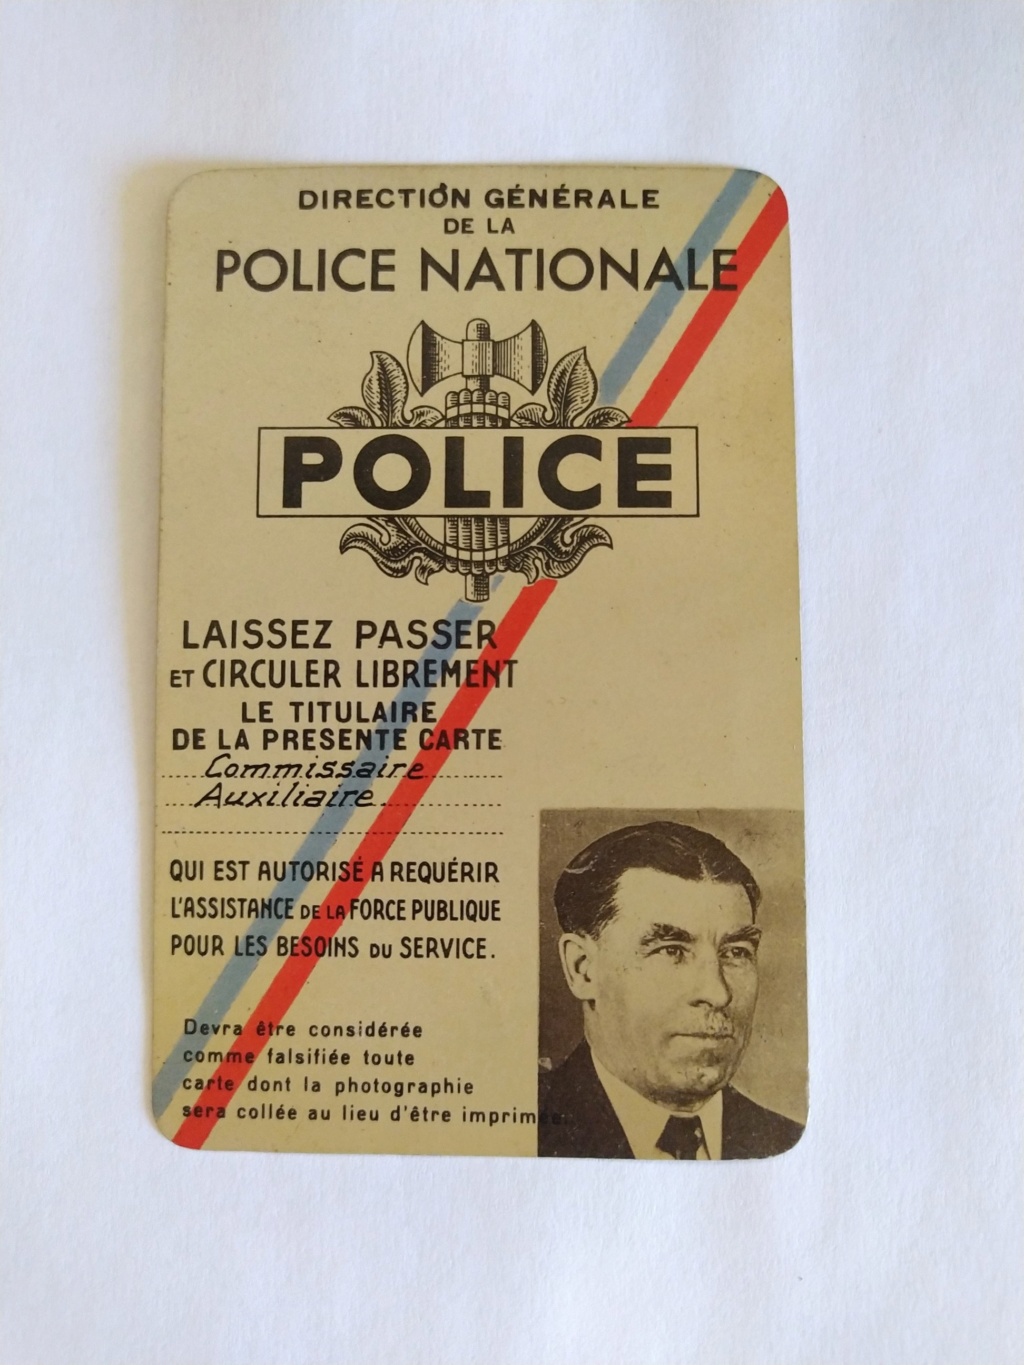 DIRECTION GÉNÉRALE
DE LA
POLICE NATIONALE
POLICE
LAISSEZ PASSER
ET CIRCULER LIBREMENT
LE TITULAIRE
DE LA PRESENTE CARTE
Commissaire
Auxiliaire
QUI EST AUTORISÉ A REQUÉRIR
L'ASSISTANCE DE LA FORCE PUBLIQUE
POUR LES BESOINS DU SERVICE.
Devra être considérée
comme falsifiée toute
carte dont la photographie
sera collée au lieu d'être imprimée.